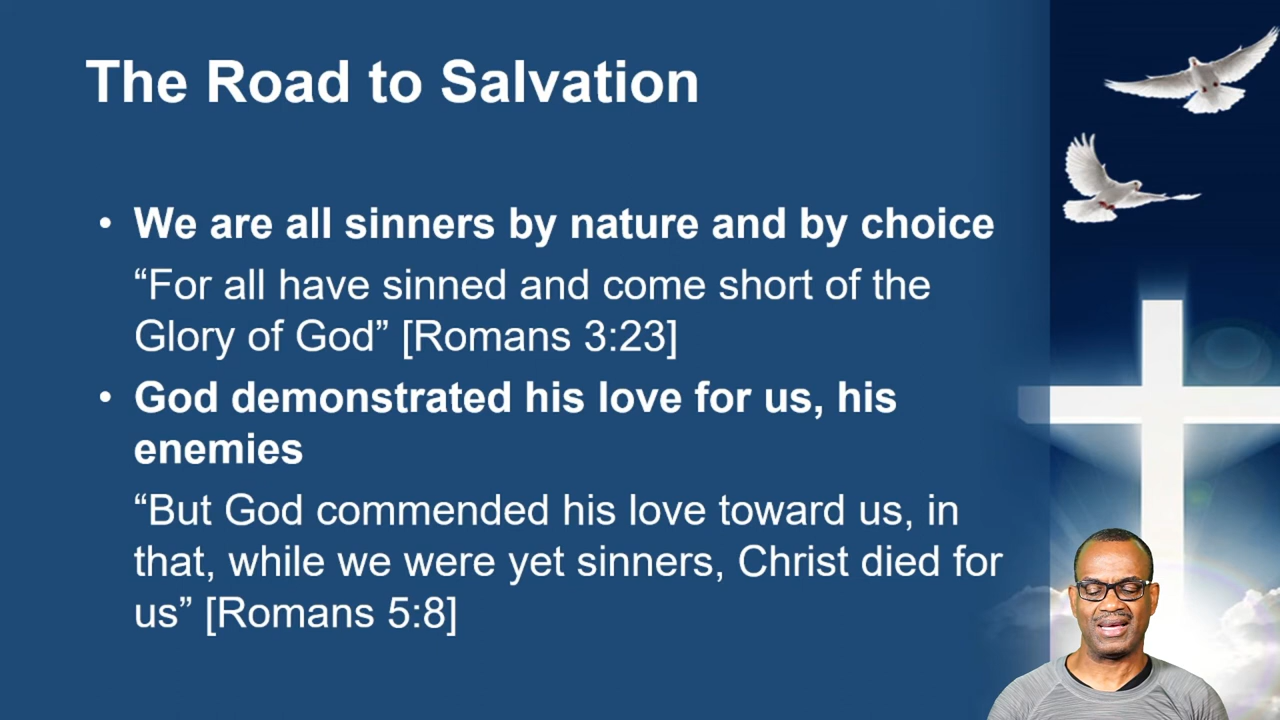 The Road to Salvation
• We are all sinners by nature and by choice
“For all have sinned and come short of the
Glory of God” [Romans 3:23]
• God demonstrated his love for us, his
enemies
“But God commended his love toward us, in
that, while we were yet sinners, Christ died for
us” [Romans 5:8]